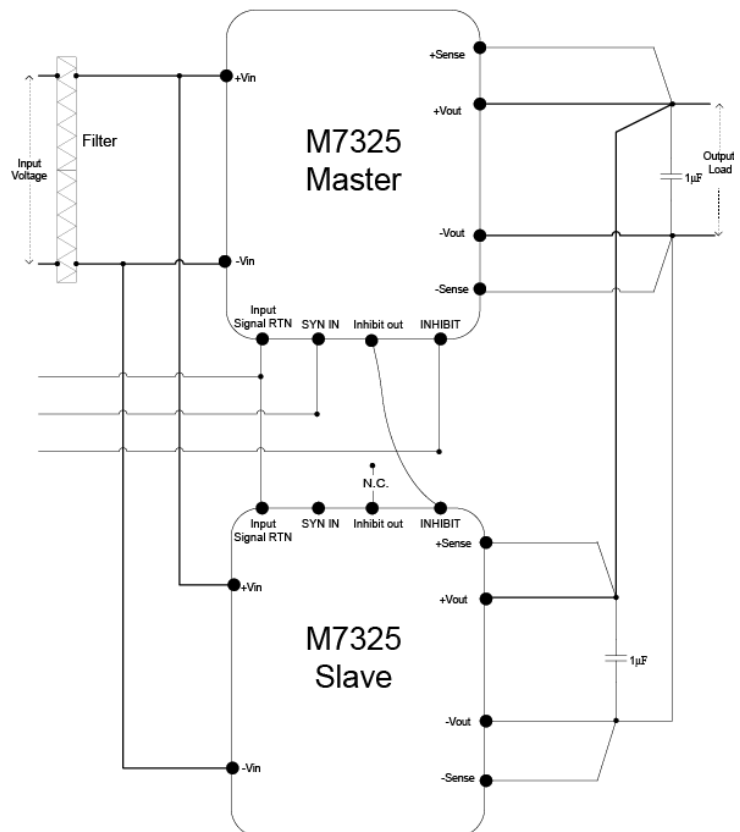 +Sense
+Vin
+Vout
M7325
Master
Filter
Input
Voltage
1μF
Output
Load
-Vout
-Vin
-Sense
Input
Signal RTN
SYN IN
Inhibit out
INHIBIT
N.C.
Input
Signal RTN
SYN IN
Inhibit out
INHIBIT
+Sense
+Vin
+Vout
M7325
Slave
1μF
-Vout
-Vin
-Sense